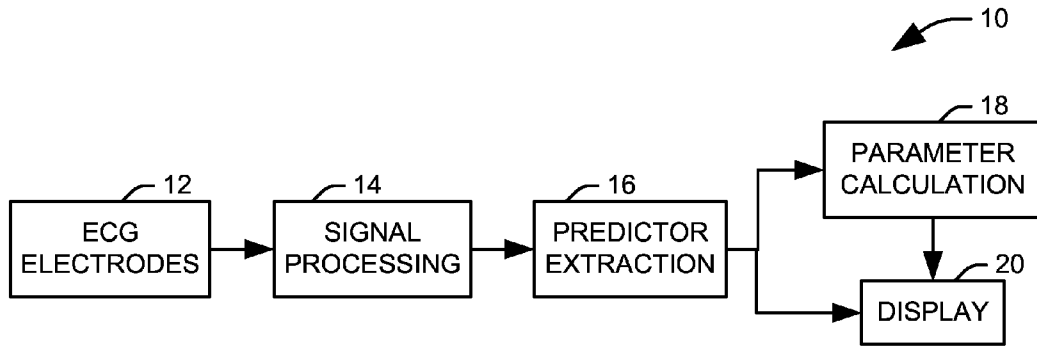 10
18
PARAMETER
CALCULATION
12
ECG
ELECTRODES
14
SIGNAL
PROCESSING
16
PREDICTOR
EXTRACTION
20
DISPLAY